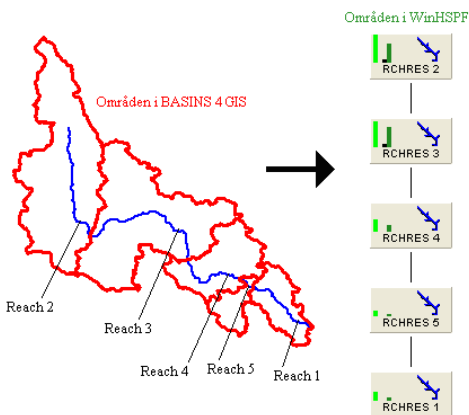 Områden i WinHSPF
RCHRES 2
Områden i BASINS 4 GIS
RCHRES 3
RCHRES 4
Reach 2
Reach 3
RCHRES 5
Reach 4
Reach 5
Reach 1
RCHRES 1